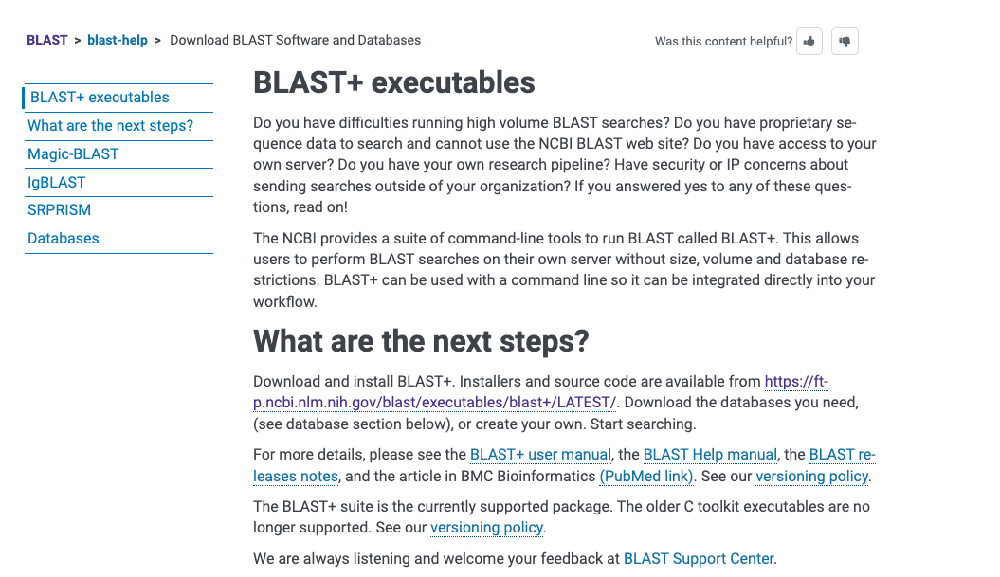 BLAST > blast-help > Download BLAST Software and Databases
Was this content helpful?
BLAST+ executables
What are the next steps?
Magic-BLAST
IgBLAST
SRPRISM
Databases
BLAST+ executables
Do you have difficulties running high volume BLAST searches? Do you have proprietary se-
quence data to search and cannot use the NCBI BLAST web site? Do you have access to your
own server? Do you have your own research pipeline? Have security or IP concerns about
sending searches outside of your organization? If you answered yes to any of these ques-
tions, read on!
The NCBI provides a suite of command-line tools to run BLAST called BLAST+. This allows
users to perform BLAST searches on their own server without size, volume and database re-
strictions. BLAST+ can be used with a command line so it can be integrated directly into your
workflow.
What are the next steps?
Download and install BLAST+. Installers and source code are available from https://ft-
p.ncbi.nlm.nih.gov/blast/executables/blast+/LATEST/. Download the databases you need,
(see database section below), or create your own. Start searching.
For more details, please see the BLAST+ user manual, the BLAST Help manual, the BLAST re-
leases notes, and the article in BMC Bioinformatics (PubMed link). See our versioning policy.
The BLAST+ suite is the currently supported package. The older C toolkit executables are no
longer supported. See our versioning policy.
We are always listening and welcome your feedback at BLAST Support Center.